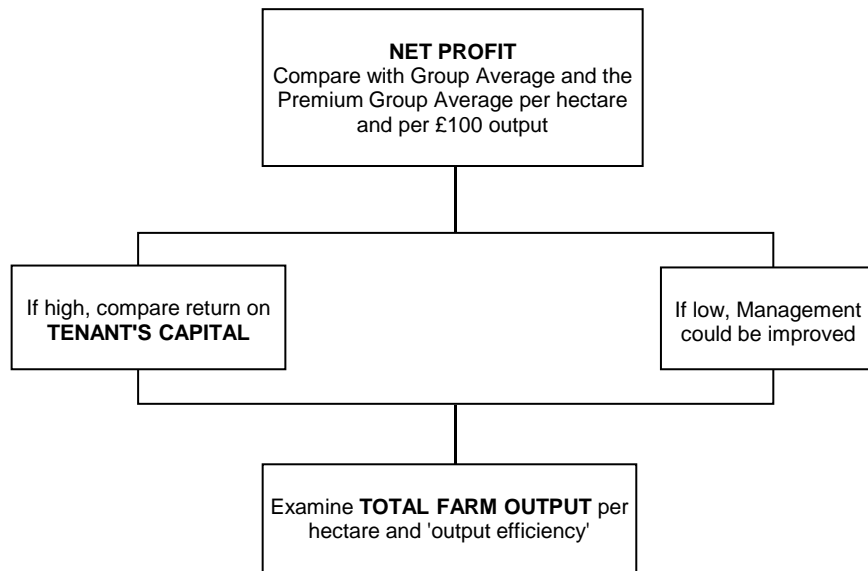 NET PROFIT
Compare with Group Average and the
Premium Group Average per hectare
and per £100 output
If high, compare return on
TENANT'S CAPITAL
If low, Management
could be improved
Examine TOTAL FARM OUTPUT per
hectare and 'output efficiency'